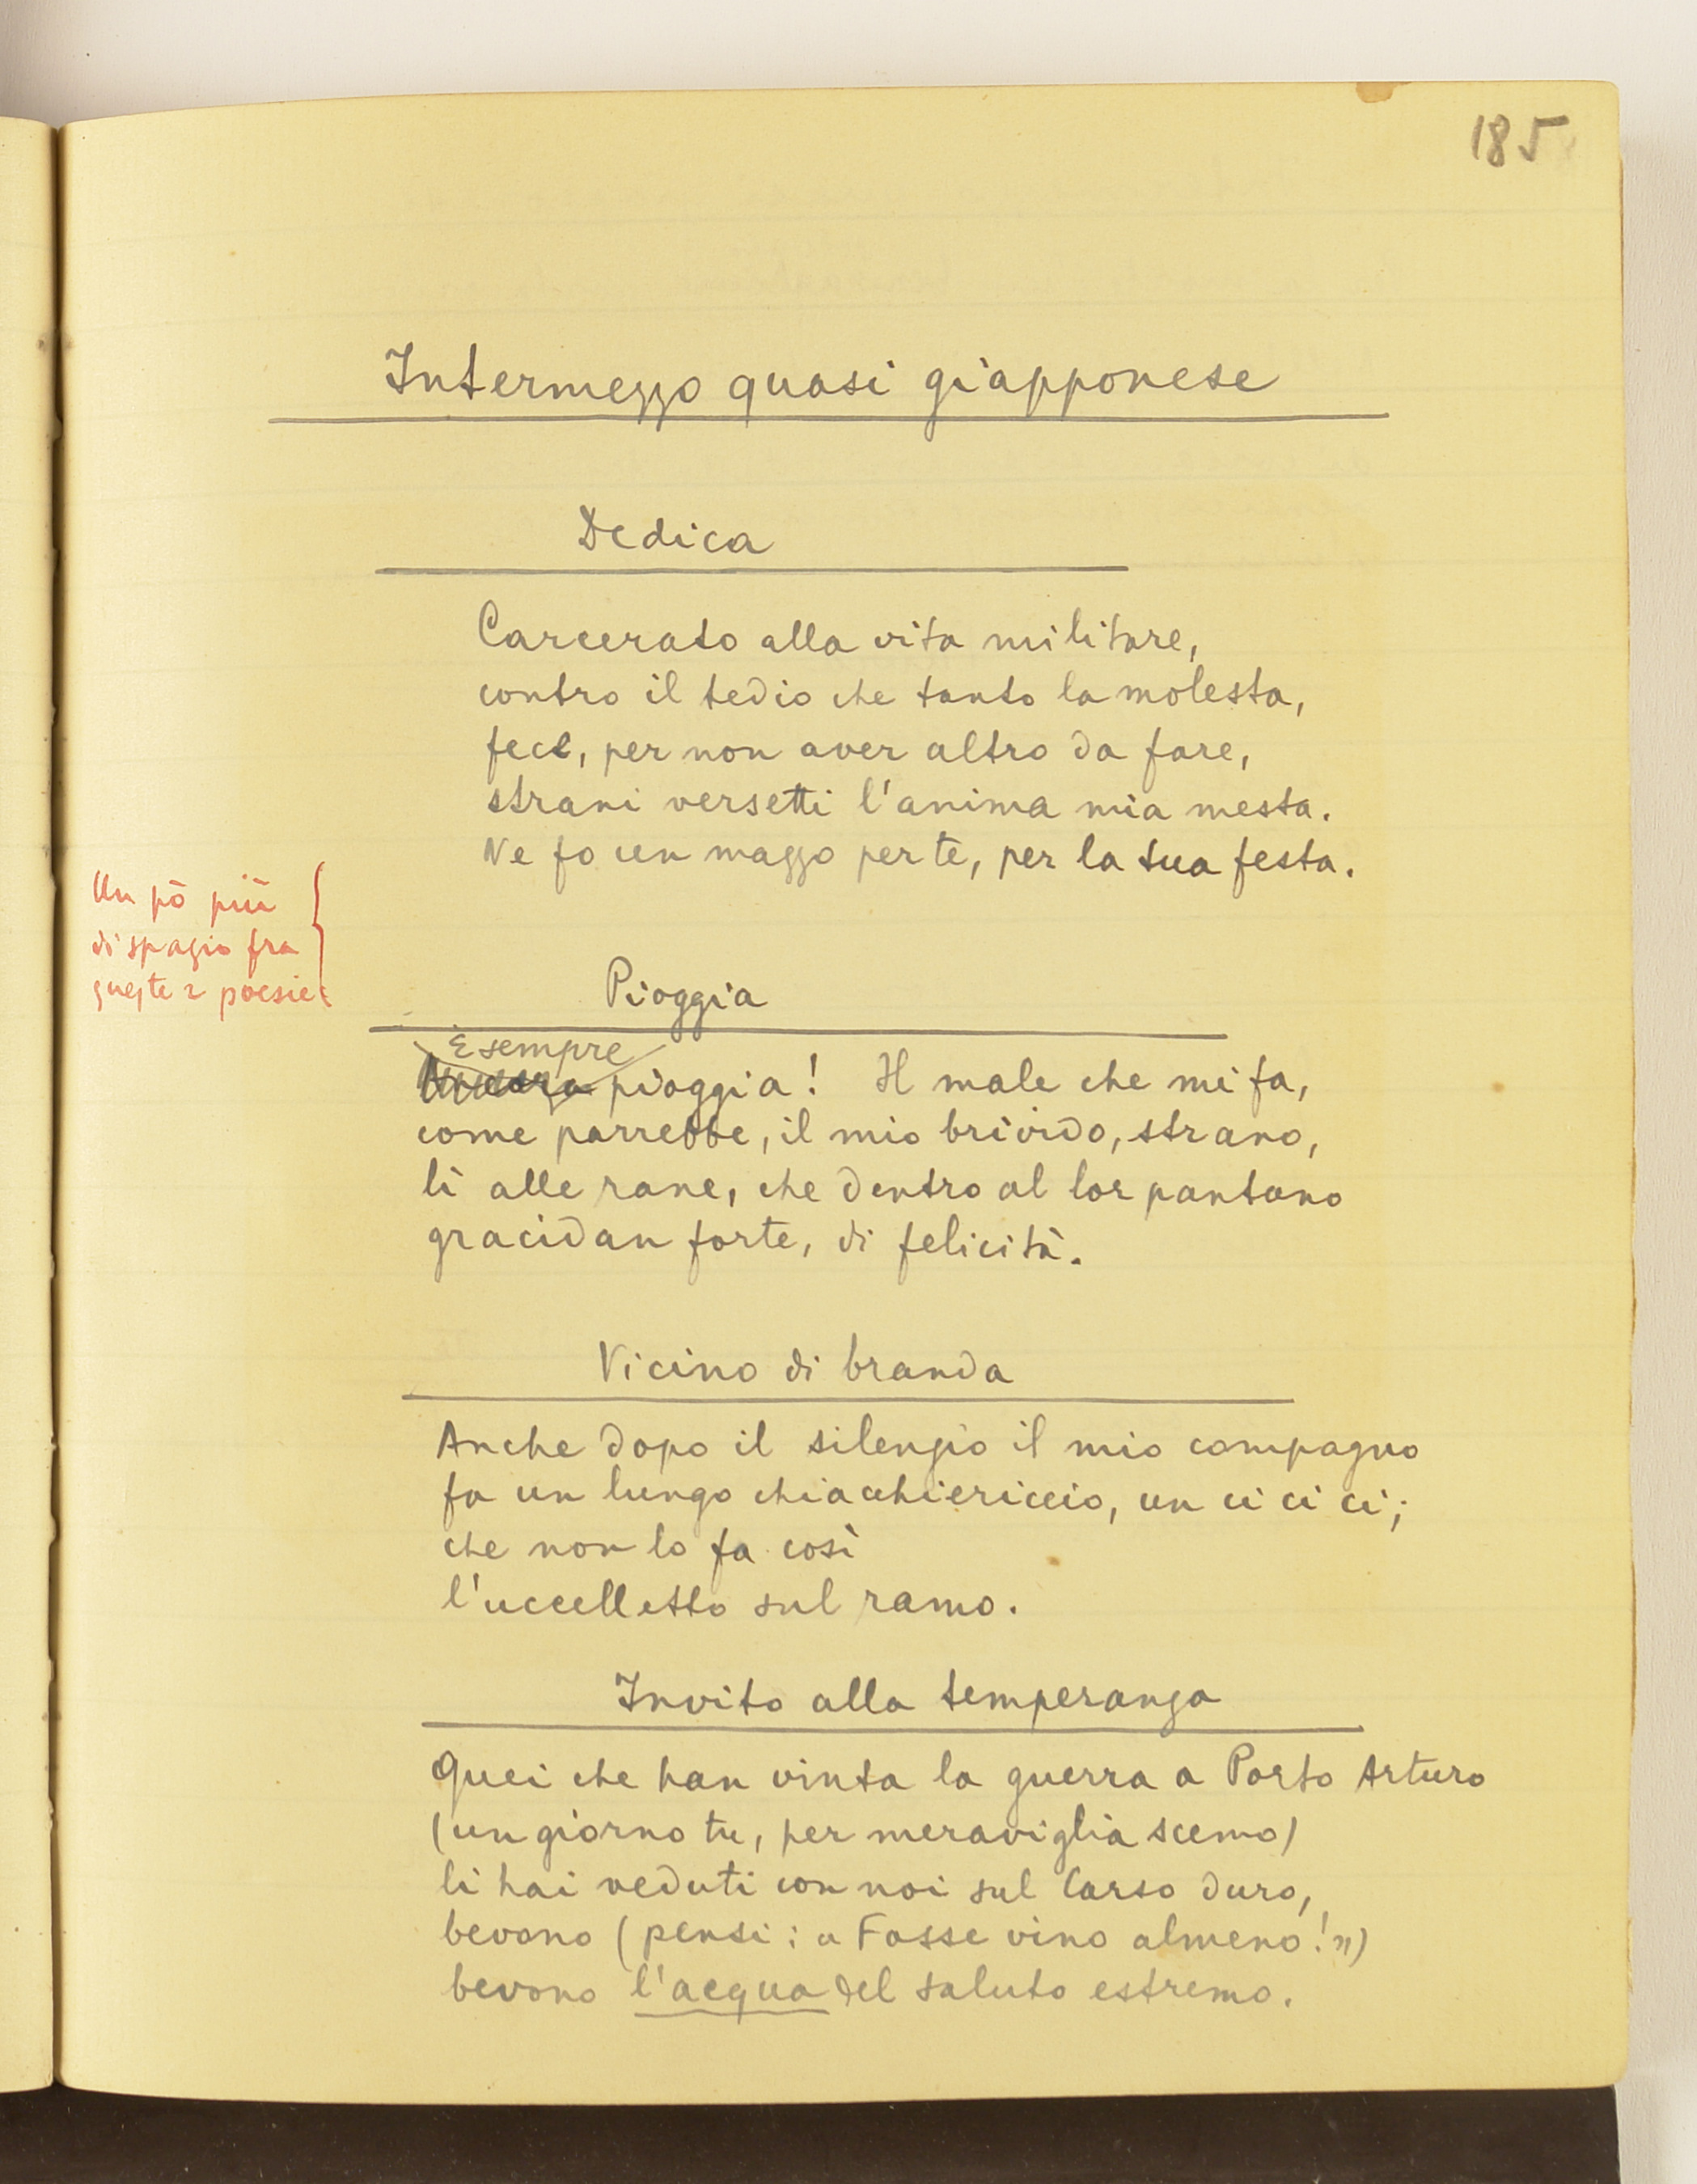 185
Intermezzo quasi giapponese
Dedica
Carcerato alla vita militare,
contro il tedio che tanto la molesta,
fece, per non aver altro da fare,
strani versetti l'anima mia mesta.
Ne fo un mazzo per te, per la tua festa.
Un pò più
di spazio fra
queste 2 poesie
Pioggia
E sempre
Ancora pioggia! Il male che mi fa,
come parrebbe, il mio brivido, strano,
lì alle rane, che dentro al lor pantano
gracidan forte, di felicità.
Vicino di branda
Anche dopo il silenzio il mio compagno
fa un lungo chiacchiericcio, un ci ci ci;
che non lo fa così
l'uccelletto sul ramo.
Invito alla temperanza
Quei che han vinta la guerra a Porto Arturo
(un giorno tu, per meraviglia scemo)
li hai veduti con noi sul Carso duro,
bevono (pensi: « Fosse vino almeno!»)
bevono l'acqua del saluto estremo.